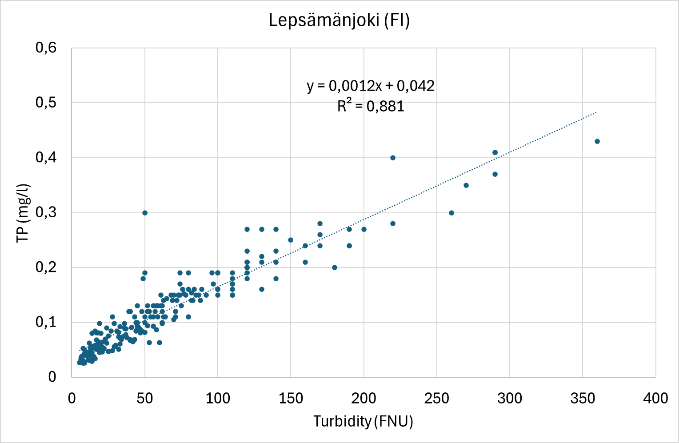 Lepsämänjoki (FI)
0,6
0,5
0,4
0,3
0,2
0,1
0
y = 0,0012x + 0,042
R² = 0,881
TP (mg/l)
0 50 100 150 200 250 300 350 400
Turbidity (FNU)